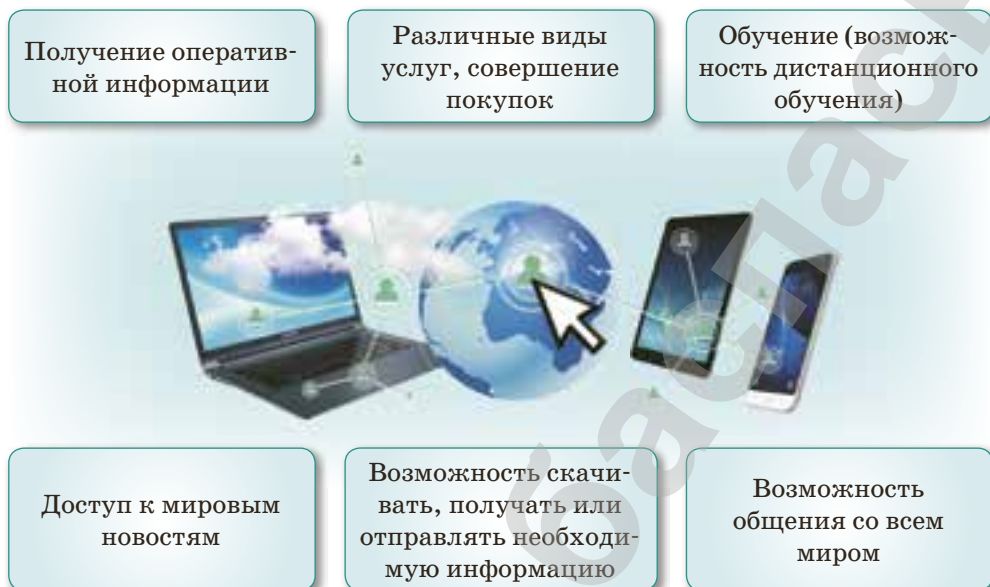 Получение оператив-
ной информации
Различные виды
услуг, совершение
покупок
Обучение (возмож-
ность дистанционного
обучения)
Доступ к мировым
новостям
Возможность скачи-
вать, получать или
отправлять необходи-
мую информацию
Возможность
общения со всем
миром